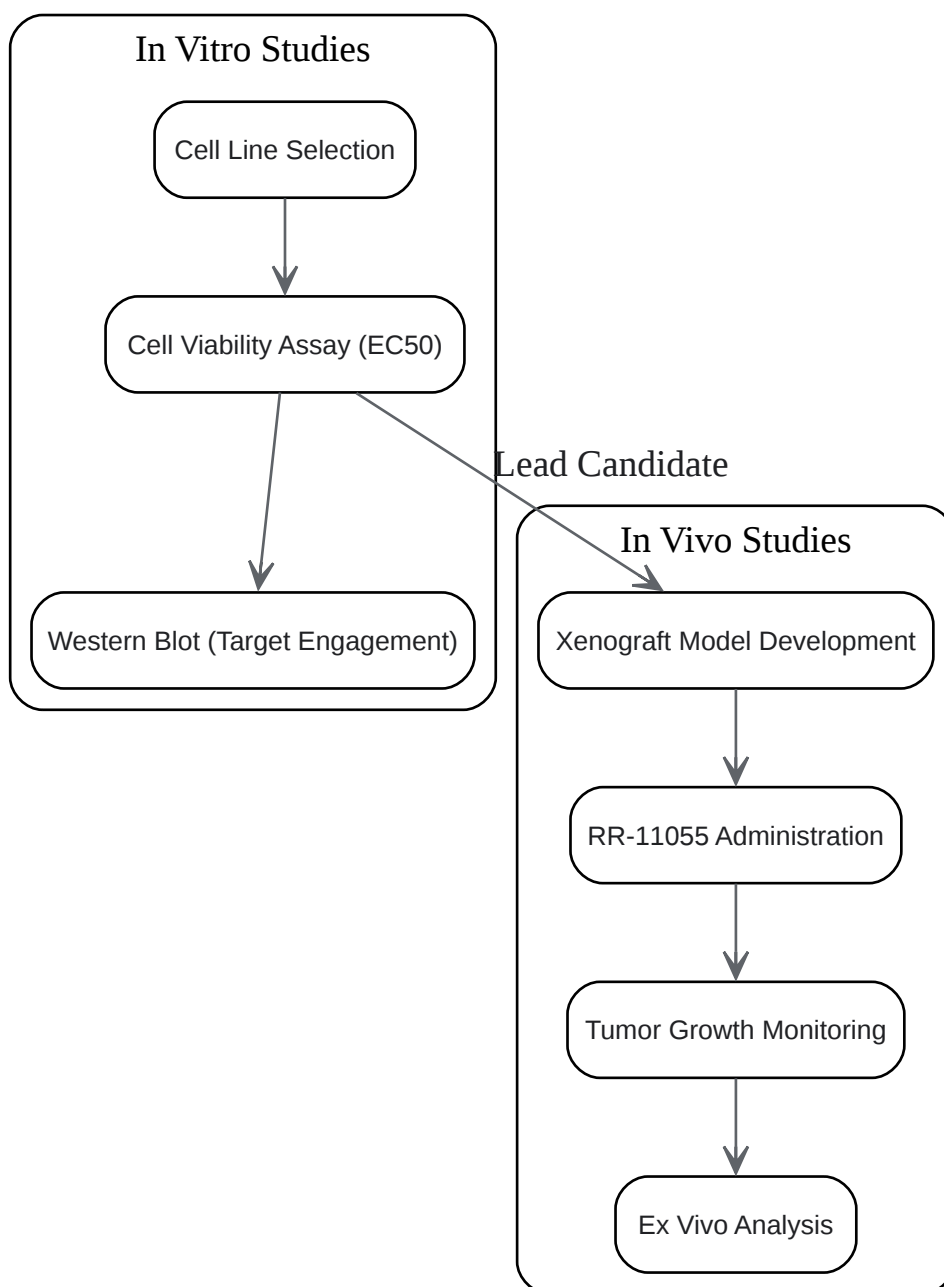 In Vitro Studies
Cell Line Selection
Cell Viability Assay (EC50)
Lead Candidate
Western Blot (Target Engagement)
In Vivo Studies
Xenograft Model Development
RR-11055 Administration
Tumor Growth Monitoring
Ex Vivo Analysis